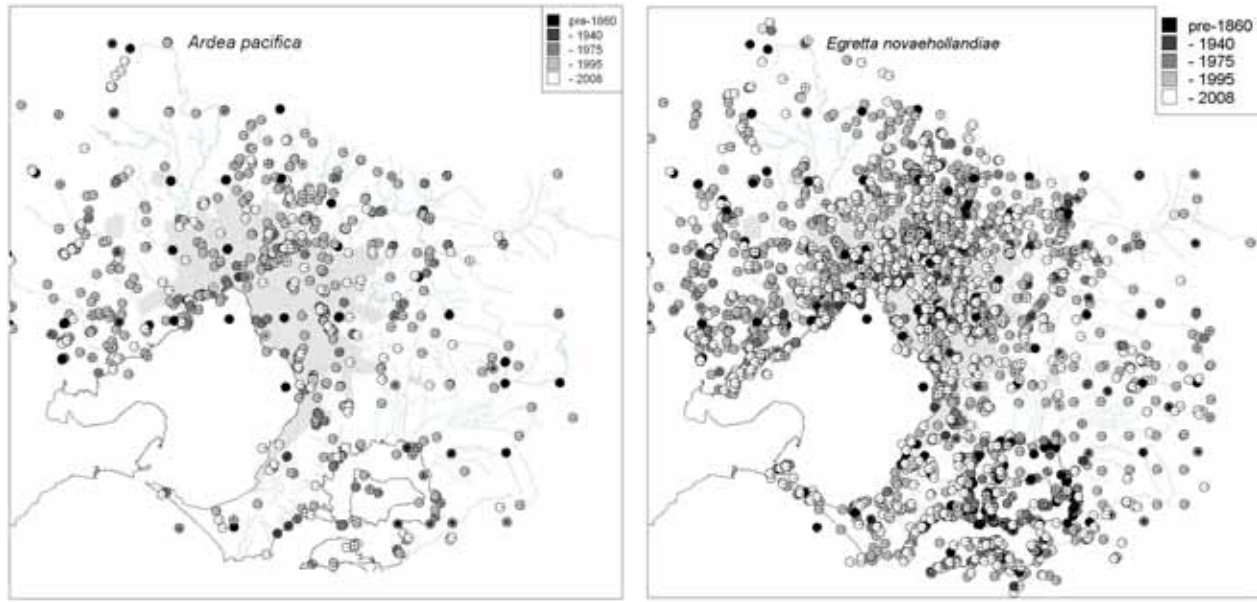 Ardea pacifica
pre-1860
- 1940
- 1975
- 1995
- 2008
Egretta novaehollandiae
pre-1860
- 1940
- 1975
- 1995
- 2008